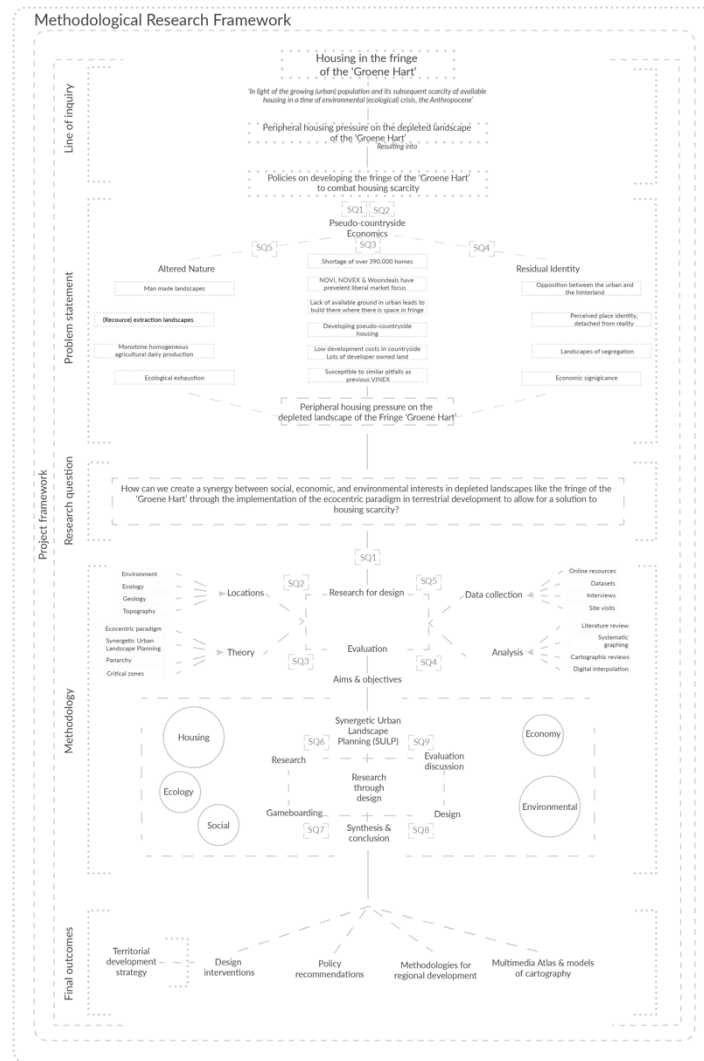 Methodological Research Framework
Project framework
Line of inquiry
Housing in the fringe
of the 'Groene Hart'
'In light of the growing (urban) population and its subsequent scarcity of available
housing in a time of environmental (ecological) crisis, the Anthropocene'
Peripheral housing pressure on the depleted landscape
of the 'Groene Hart'
Resulting into
Policies on developing the fringe of the 'Groene Hart'
to combat housing scarcity
Problem statement
SQ1 SQ2
Pseudo-countryside
Economics
SQ5
SQ3
SQ4
Altered Nature
Man made landscapes
(Recource) extraction landscapes
Monotone homogeneous
agricultural dairy production
Ecological exhaustion
Shortage of over 390.000 homes
NOVI, NOVEX & Woondeals have
prevelent liberal market focus
Lack of available ground in urban leads to
build there where there is space in fringe
Developing pseudo-countryside
housing
Low development costs in countryside
Lots of developer owned land
Susceptible to similar pitfalls as
previous VINEX
Residual Identity
Opposition between the urban and
the hinterland
Perceived place identity,
detached from reality
Landscapes of segregation
Economic signigicance
Peripheral housing pressure on the
depleted landscape of the Fringe 'Groene Hart'
Research question
How can we create a synergy between social, economic, and environmental interests in depleted landscapes like the fringe of the
'Groene Hart' through the implementation of the ecocentric paradigm in terrestrial development to allow for a solution to
housing scarcity?
Methodology
SQ1
Environment
Ecology
Geology
Topography
Locations
Ecocentric paradigm
Synergetic Urban
Landscape Planning
Panarchy
Critical zones
Theory
SQ2
Research for design
SQ5
SQ3
Evaluation
SQ4
Aims & objectives
Data collection
Online resources
Datasets
Interviews
Site visits
Analysis
Literature review
Systematic
graphing
Cartographic reviews
Digital interpolation
Housing
Ecology
Social
Synergetic Urban
Landscape
Planning (SULP)
SQ6
SQ9
Research
Evaluation
discussion
Research
through
design
Gameboarding
Design
SQ7
Synthesis &
conclusion
SQ8
Economy
Environmental
Final outcomes
Territorial
development
strategy
Design
interventions
Policy
recommendations
Methodologies for
regional development
Multimedia Atlas & models
of cartography